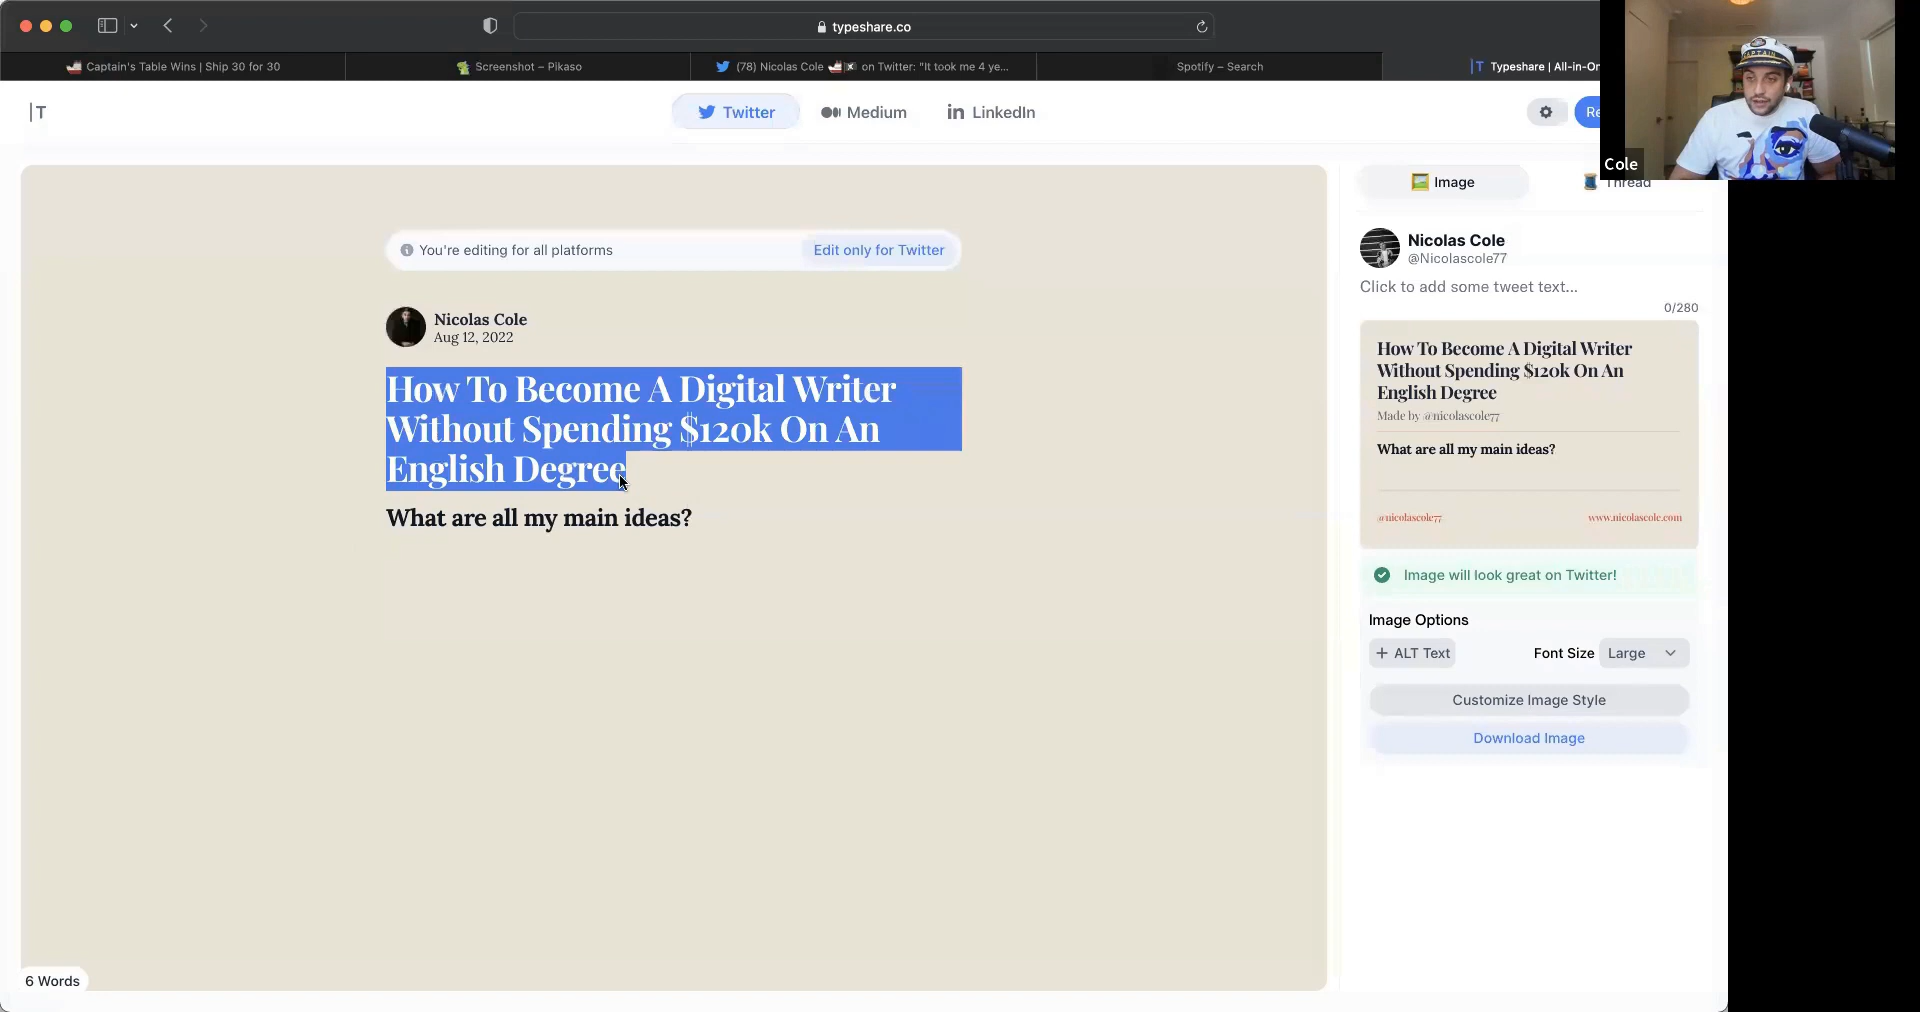 typeshare.co
Captain's Table Wins | Ship 30 for 30
Screenshot – Pikaso
(78) Nicolas Cole on Twitter: "It took me 4 ye...
Spotify – Search
Typeshare | All-in-On
|T
Twitter
Medium
LinkedIn
Re
CAPTAIN
Cole
Image
Thread
You're editing for all platforms
Edit only for Twitter
Nicolas Cole
Aug 12, 2022
How To Become A Digital Writer
Without Spending $120k On An
English Degree
What are all my main ideas?
6 Words
Nicolas Cole
@Nicolascole77
Click to add some tweet text...
0/280
How To Become A Digital Writer
Without Spending $120k On An
English Degree
Made by @nicolascole77
What are all my main ideas?
@nicolascole77
www.nicolascole.com
Image will look great on Twitter!
Image Options
+ ALT Text
Font Size
Large
Customize Image Style
Download Image